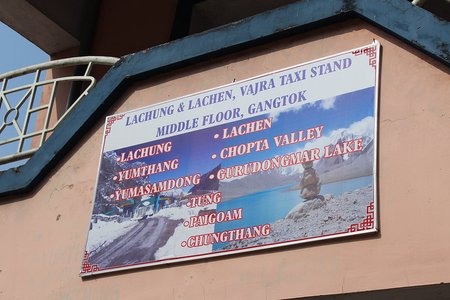 LACHUNG & LACHEN, VAJRA TAXI STAND
MIDDLE FLOOR, GANGTOK
•LACHUNG
•YUMTHANG
•YUMASAMDONG
• LACHEN
• CHOPTA VALLEY
• GURUDONGMAR LAKE
•TUNG
•PAIGOAM
•CHUNGTHANG